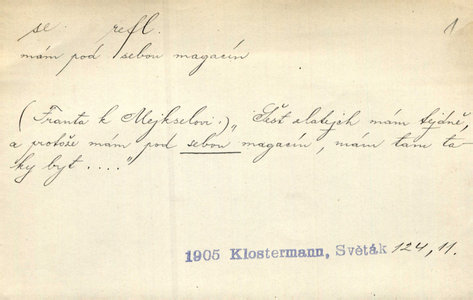 se refl. 1
mám pod sebou magacín
(Franta k Mejkselovi:) „Šest zlatejch mám týdně,
a protože mám pod sebou magacín, mám tam ta-
ky byt ...."
1905 Klostermann, Světák 124, 11.